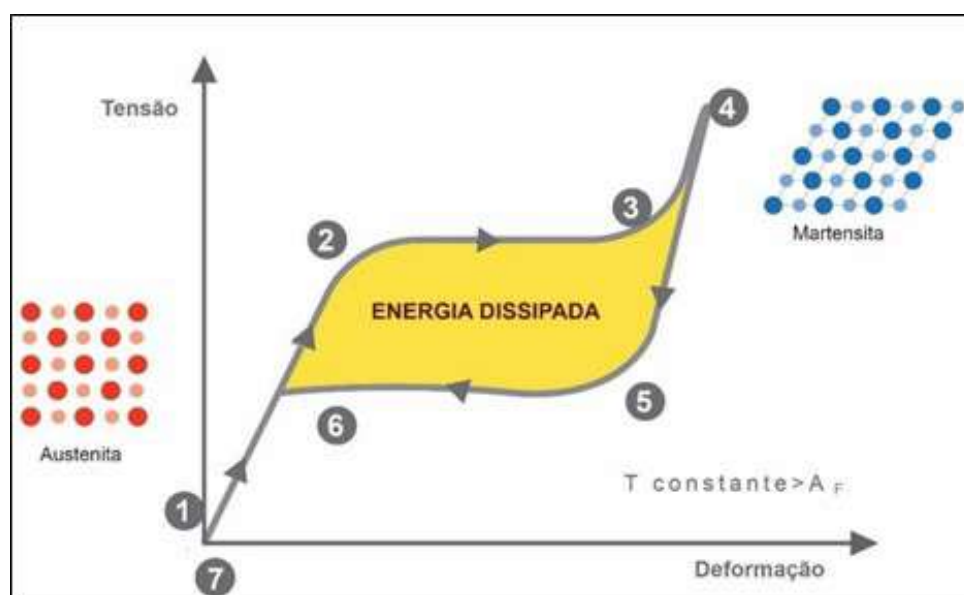 Tensão
4
3
Martensita
2
ENERGIA DISSIPADA
5
6
Austenita
T constante>A F
1
Deformação
7